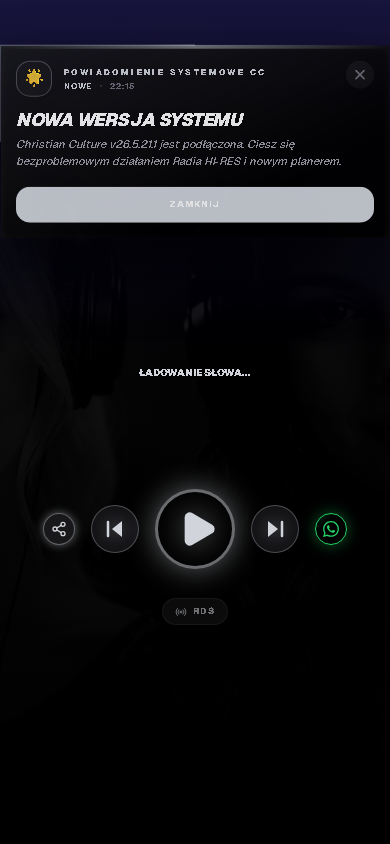 POWIADOMIENIE SYSTEMOWE CC
NOWE · 22:15
NOWA WERSJA SYSTEMU
Christian Culture v26.5.21.1 jest podłączona. Ciesz się
bezproblemowym działaniem Radia HI-RES i nowym planerem.
ZAMKNIJ
ŁADOWANIE SŁOWA...
RDS